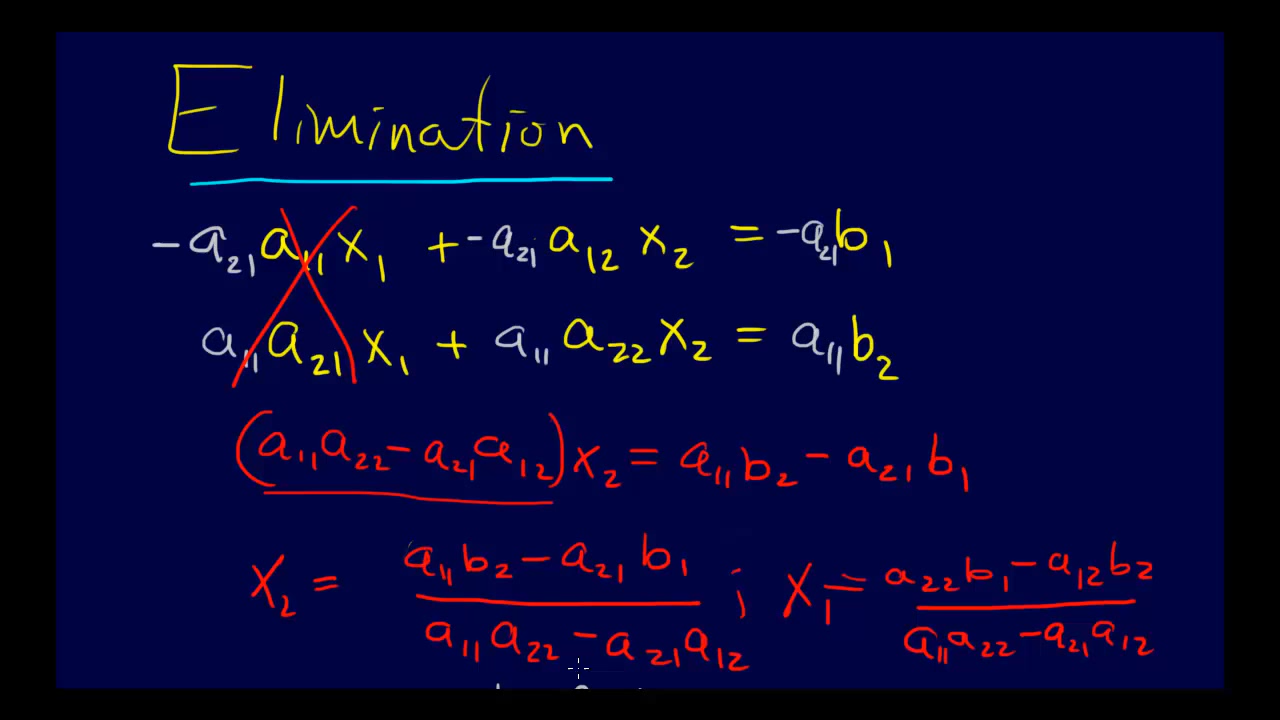 Elimination
-a₂₁a₁₁x₁ + -a₂₁a₁₂x₂ = -a₂₁b₁
a₁₁a₂₁x₁ + a₁₁a₂₂x₂ = a₁₁b₂
(a₁₁a₂₂ - a₂₁a₁₂)x₂ = a₁₁b₂ - a₂₁b₁
x₂ = (a₁₁b₂ - a₂₁b₁)/(a₁₁a₂₂ - a₂₁a₁₂) ; x₁ = (a₂₂b₁ - a₁₂b₂)/(a₁₁a₂₂ - a₂₁a₁₂)